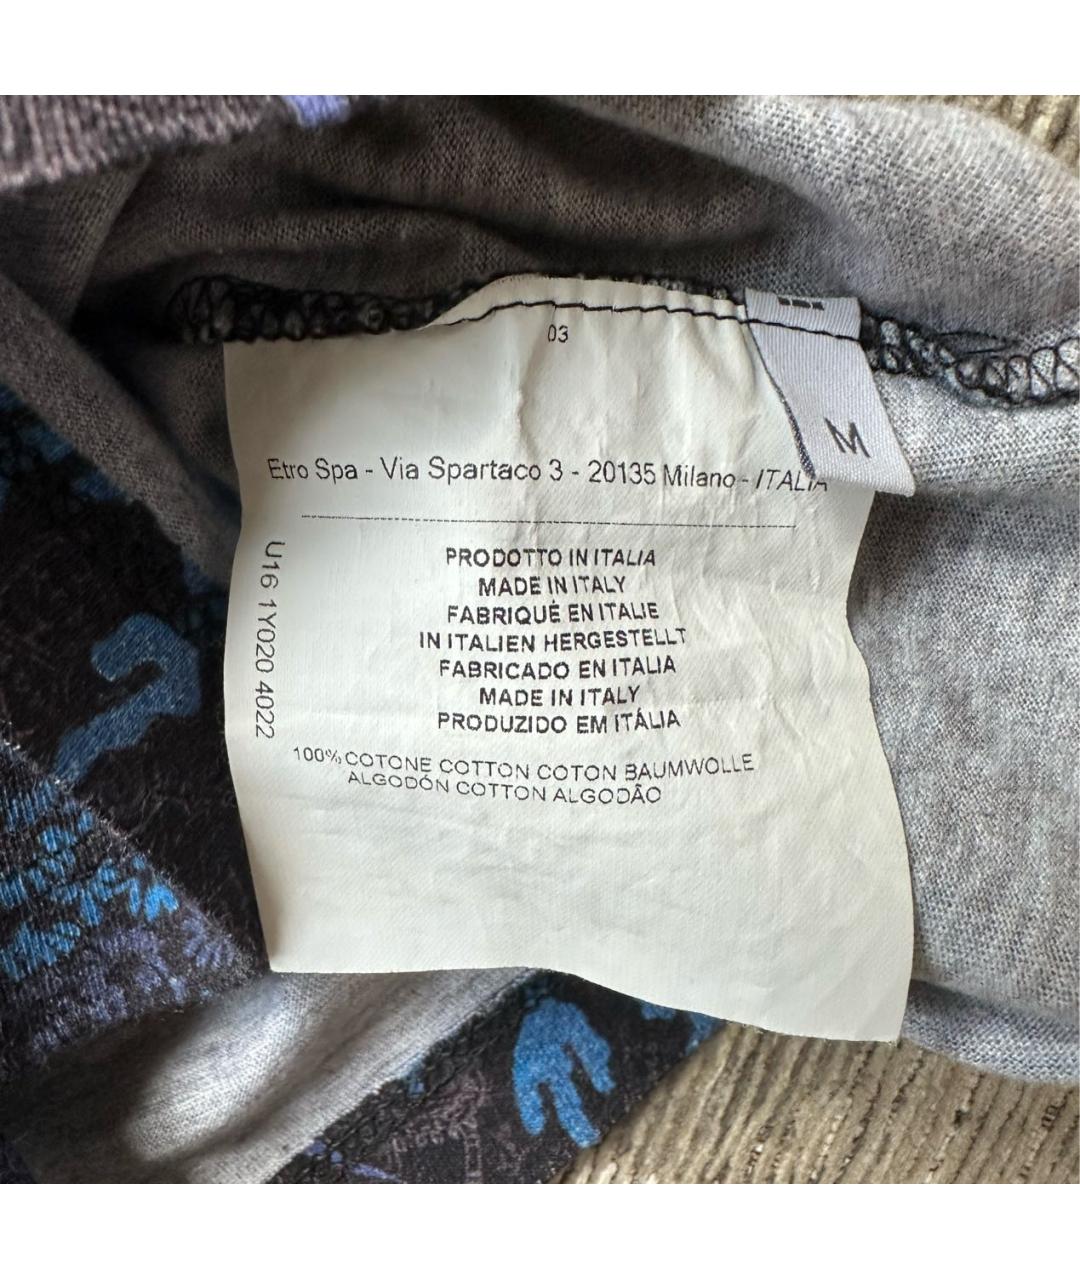 03
M
Etro Spa - Via Spartaco 3 - 20135 Milano - ITALIA
U16 1Y020 4022
PRODOTTO IN ITALIA
MADE IN ITALY
FABRIQUÉ EN ITALIE
IN ITALIEN HERGESTELLT
FABRICADO EN ITALIA
MADE IN ITALY
PRODUZIDO EM ITÁLIA
100% COTONE COTTON COTON BAUMWOLLE
ALGODÓN COTTON ALGODÃO